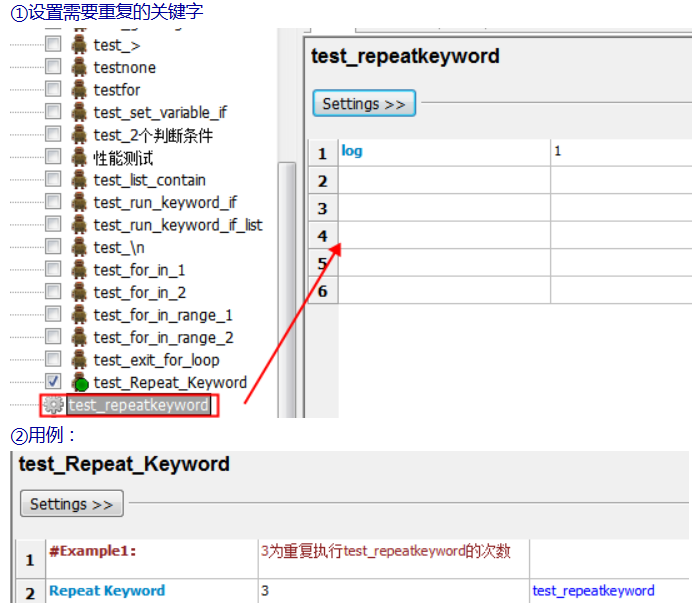 ①设置需要重复的关键字
test_>
testnone
testfor
test_set_variable_if
test_2个判断条件
性能测试
test_list_contain
test_run_keyword_if
test_run_keyword_if_list
test_\n
test_for_in_1
test_for_in_2
test_for_in_range_1
test_for_in_range_2
test_exit_for_loop
test_Repeat_Keyword
test_repeatkeyword
test_repeatkeyword
Settings >>
1 log 1
2
3
4
5
6
②用例：
test_Repeat_Keyword
Settings >>
1 #Example1: 3为重复执行test_repeatkeyword的次数
2 Repeat Keyword 3 test_repeatkeyword